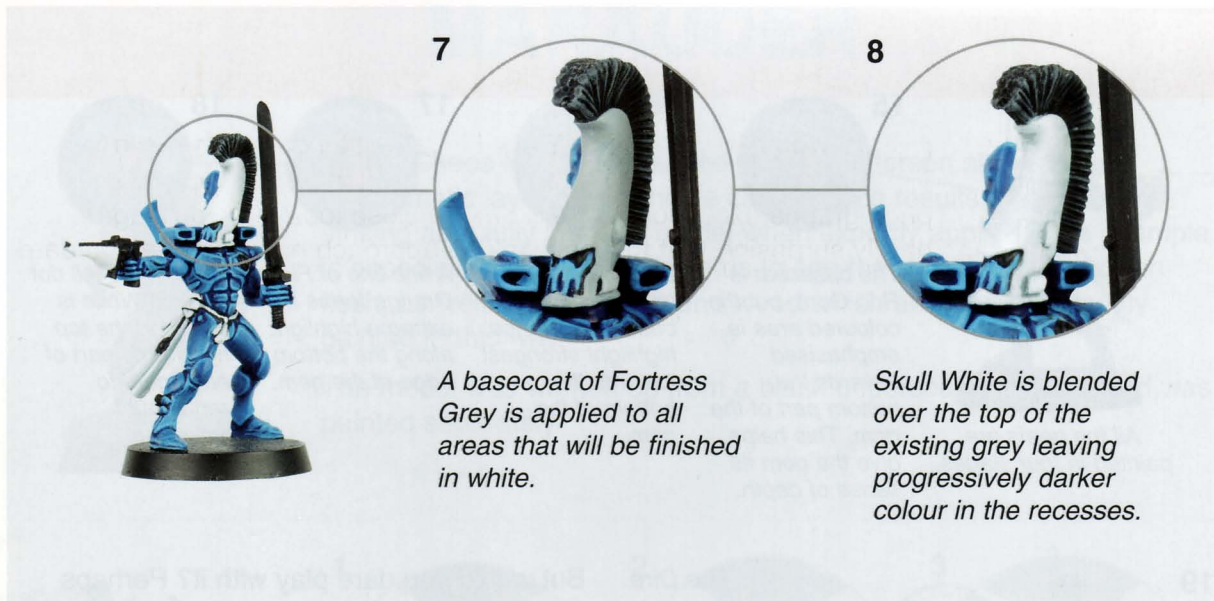 7
A basecoat of Fortress
Grey is applied to all
areas that will be finished
in white.
8
Skull White is blended
over the top of the
existing grey leaving
progressively darker
colour in the recesses.